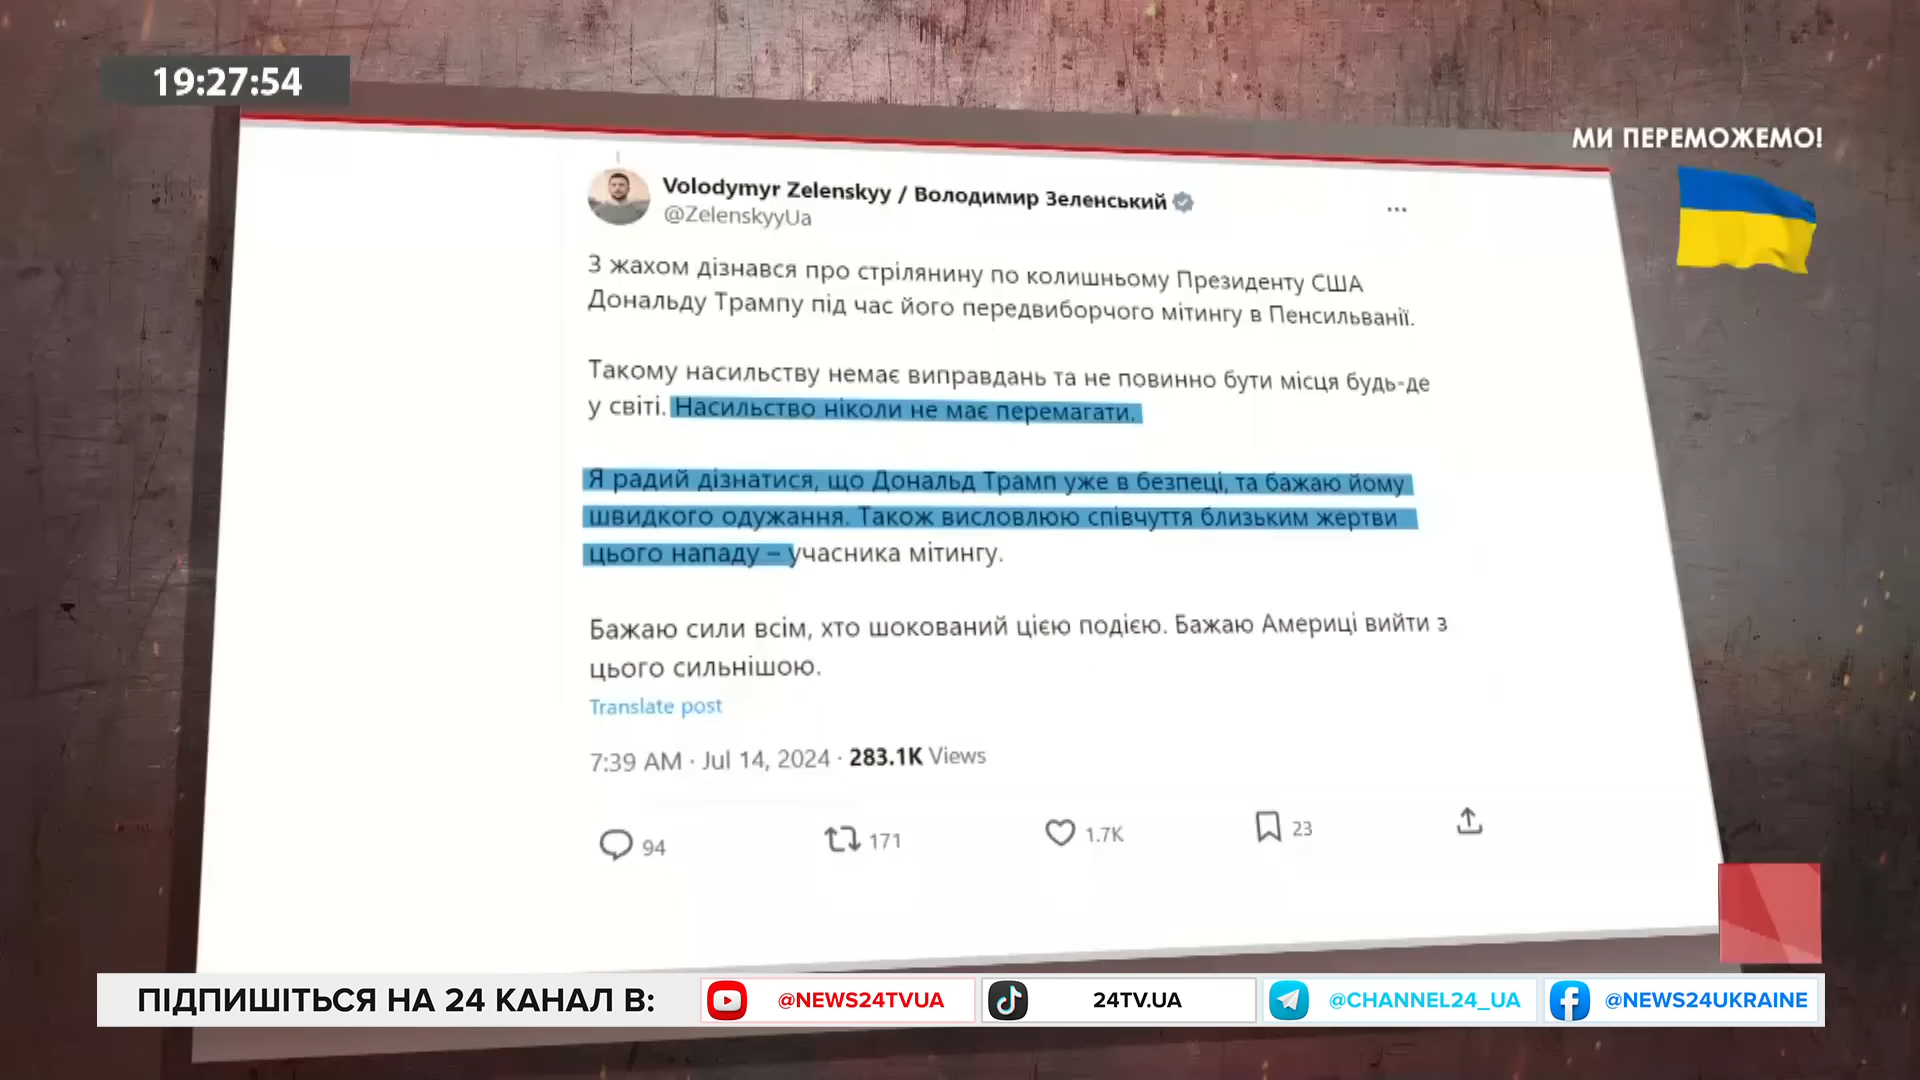 19:27:54
МИ ПЕРЕМОЖЕМО!
Volodymyr Zelenskyy / Володимир Зеленський
@ZelenskyyUa
З жахом дізнався про стрілянину по колишньому Президенту США
Дональду Трампу під час його передвиборчого мітингу в Пенсильванії.
Такому насильству немає виправдань та не повинно бути місця будь-де
у світі. Насильство ніколи не має перемагати.
Я радий дізнатися, що Дональд Трамп уже в безпеці, та бажаю йому
швидкого одужання. Також висловлюю співчуття близьким жертви
цього нападу – учасника мітингу.
Бажаю сили всім, хто шокований цією подією. Бажаю Америці вийти з
цього сильнішою.
Translate post
7:39 AM · Jul 14, 2024 · 283.1K Views
94 171 1.7K 23
ПІДПИШІТЬСЯ НА 24 КАНАЛ В: @NEWS24TVUA 24TV.UA @CHANNEL24_UA @NEWS24UKRAINE